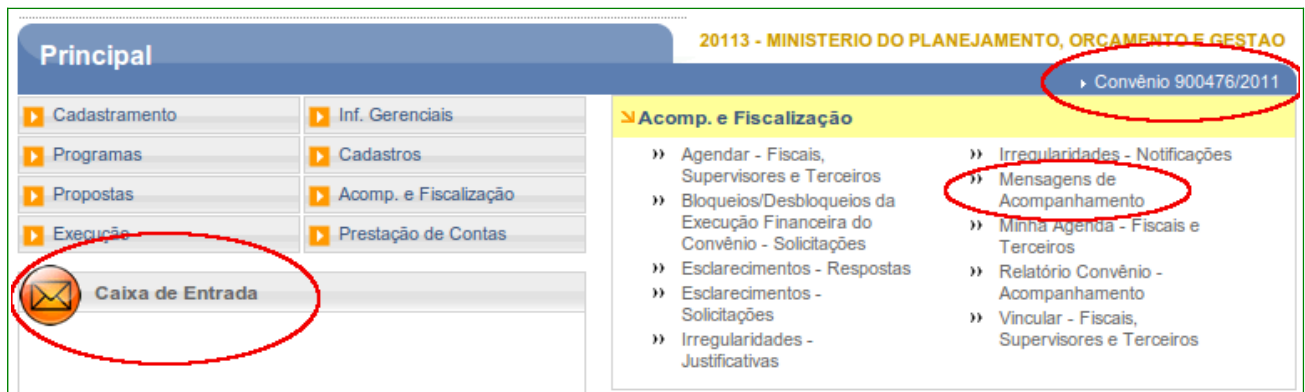 Principal
20113 - MINISTERIO DO PLANEJAMENTO, ORCAMENTO E GESTAO
Convênio 900476/2011
Cadastramento
Inf. Gerenciais
Programas
Cadastros
Propostas
Acomp. e Fiscalização
Execução
Prestação de Contas
Caixa de Entrada
Acomp. e Fiscalização
Agendar - Fiscais,
Supervisores e Terceiros
Bloqueios/Desbloqueios da
Execução Financeira do
Convênio - Solicitações
Esclarecimentos - Respostas
Esclarecimentos -
Solicitações
Irregularidades -
Justificativas
Irregularidades - Notificações
Mensagens de
Acompanhamento
Minha Agenda - Fiscais e
Terceiros
Relatório Convênio -
Acompanhamento
Vincular - Fiscais,
Supervisores e Terceiros